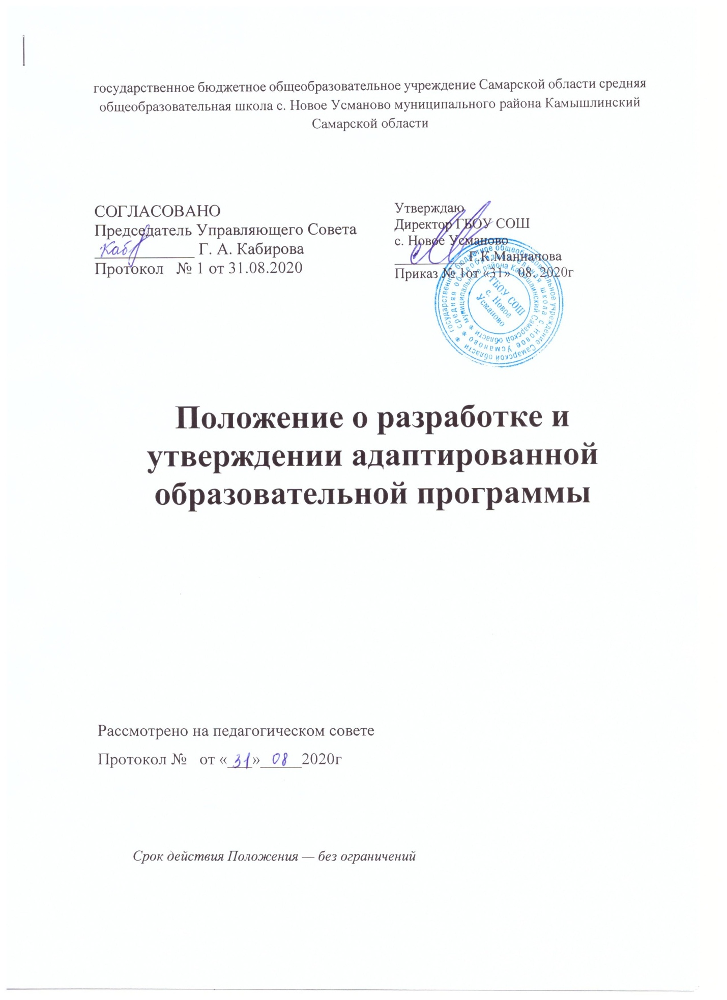 государственное бюджетное общеобразовательное учреждение Самарской области средняя
общеобразовательная школа с. Новое Усманово муниципального района Камышлинский
Самарской области
СОГЛАСОВАНО
Председатель Управляющего Совета
Каб Г. А. Кабирова
Протокол № 1 от 31.08.2020
Утверждаю
Директор ГБОУ СОШ
с. Новое Усманово
Г.К.Маннапова
Приказ № 1от «31» 08. 2020г
* государственное бюджетное общеобразовательное учреждение Самарской области
* средняя общеобразовательная школа с. Новое Усманово
* муниципального района Камышлинский Самарской области
ГБОУ СОШ
с. Новое
Усманово
Положение о разработке и
утверждении адаптированной
образовательной программы
Рассмотрено на педагогическом совете
Протокол № от «31» 08 2020г
Срок действия Положения — без ограничений